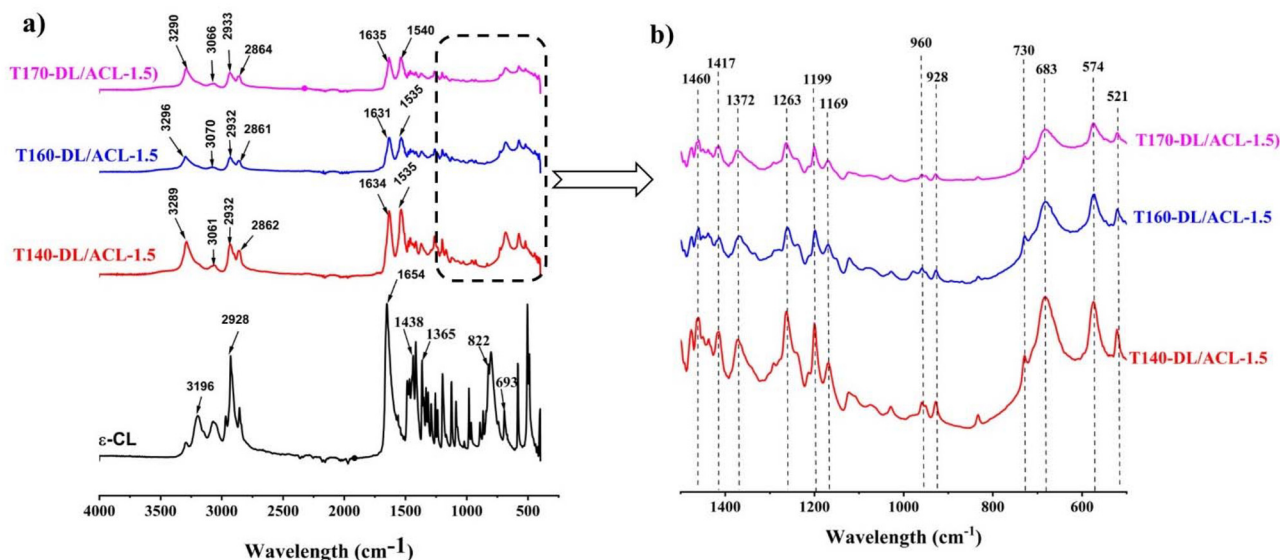 a)
3290
3066
2933
2864
1635
1540
T170-DL/ACL-1.5)
3296
3070
2932
2861
1631
1535
T160-DL/ACL-1.5
3289
3061
2932
2862
1634
1535
T140-DL/ACL-1.5
3196
2928
1654
1438
1365
822
693
ε-CL
4000 3500 3000 2500 2000 1500 1000 500
Wavelength (cm-1)
b)
1460
1417
1372
1263
1199
1169
960
928
730
683
574
521
T170-DL/ACL-1.5)
T160-DL/ACL-1.5
T140-DL/ACL-1.5
1400 1200 1000 800 600
Wavelength (cm-1)